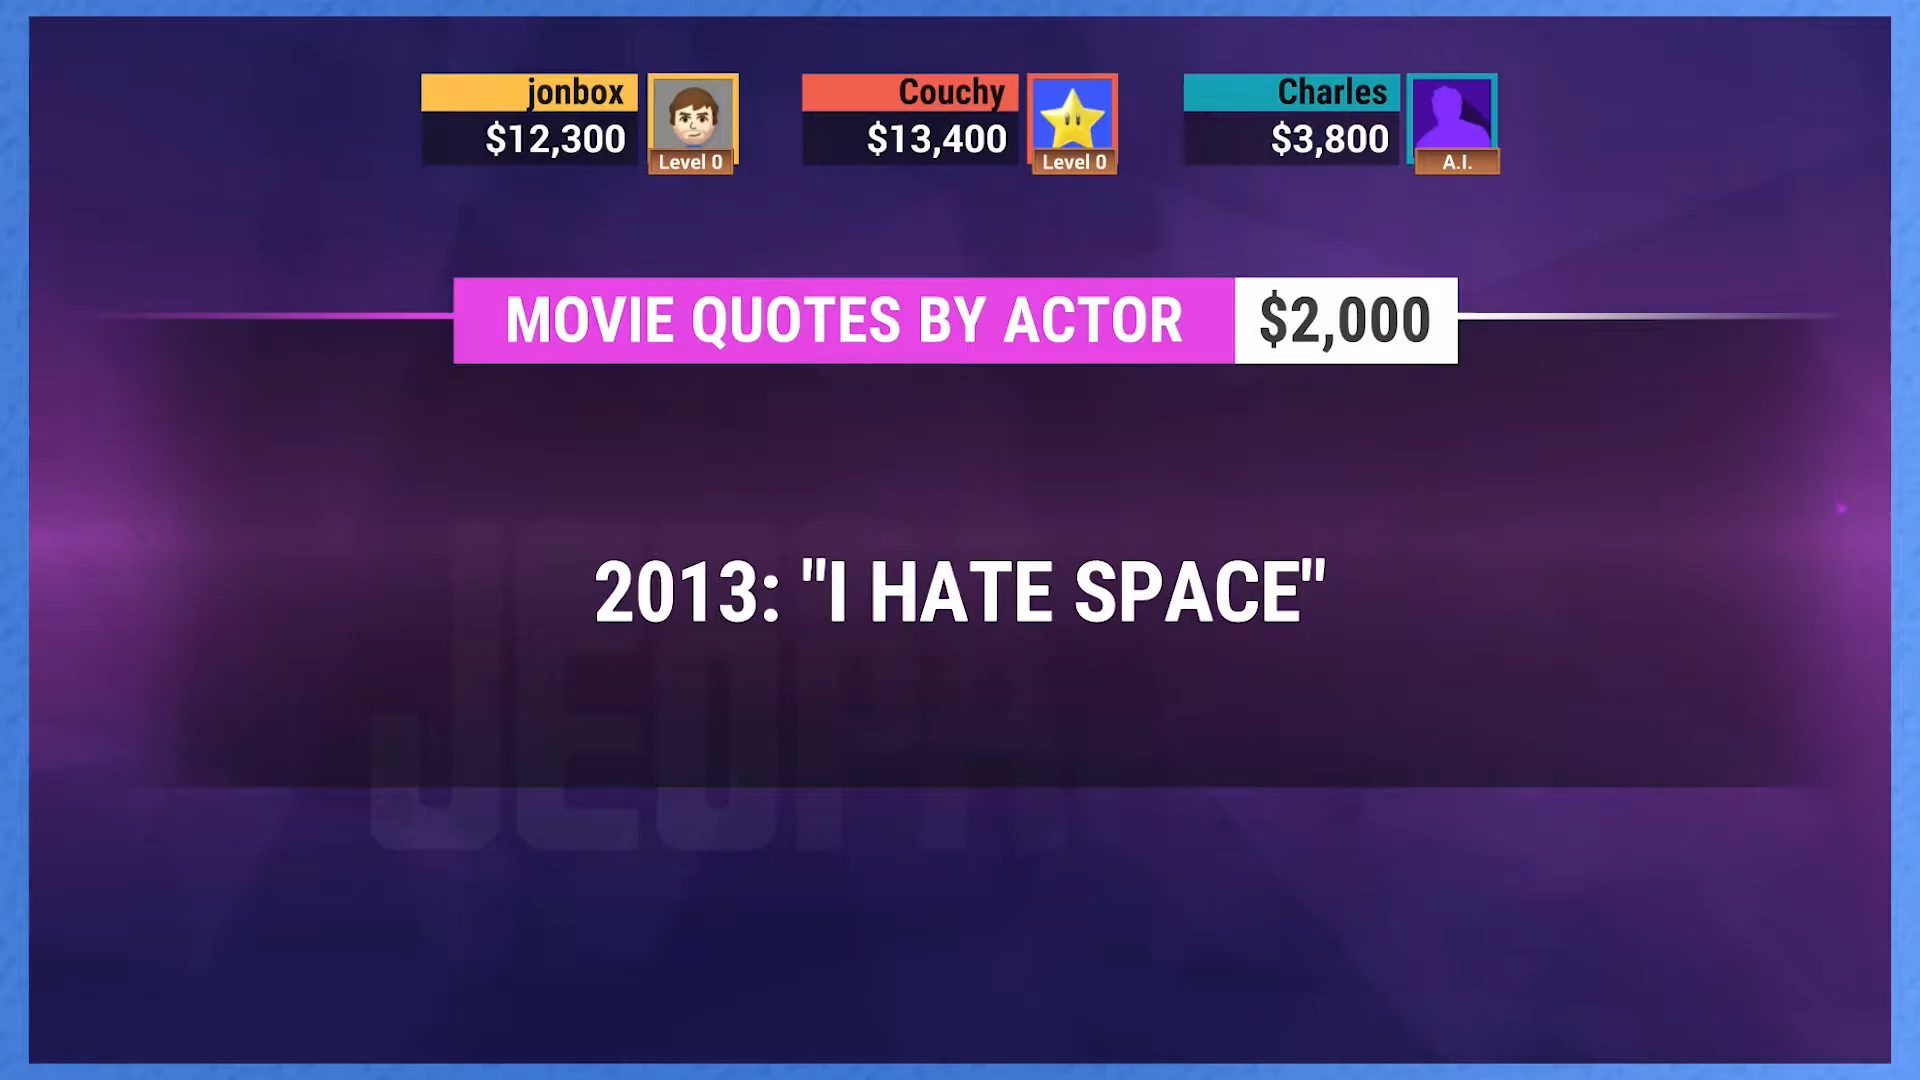 jonbox
$12,300
Level 0
Couchy
$13,400
Level 0
Charles
$3,800
A.I.
MOVIE QUOTES BY ACTOR $2,000
2013: "I HATE SPACE"